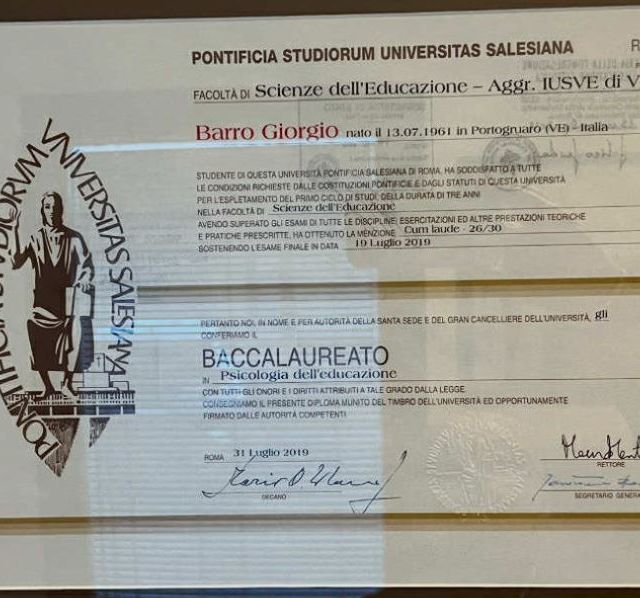 PONTIFICIA STUDIORUM UNIVERSITAS SALESIANA
R
FACOLTÀ DI Scienze dell'Educazione – Aggr. IUSVE di V
Barro Giorgio nato il 13.07.1961 in Portogruaro (VE) - Italia
STUDENTE DI QUESTA UNIVERSITÀ PONTIFICIA SALESIANA DI ROMA, HA SODDISFATTO A TUTTE
LE CONDIZIONI RICHIESTE DALLE COSTITUZIONI PONTIFICIE E DAGLI STATUTI DI QUESTA UNIVERSITÀ
PER L'ESPLETAMENTO DEL PRIMO CICLO DI STUDI, DELLA DURATA DI TRE ANNI
NELLA FACOLTÀ DI Scienze dell'Educazione
AVENDO SUPERATO GLI ESAMI DI TUTTE LE DISCIPLINE, ESERCITAZIONI ED ALTRE PRESTAZIONI TEORICHE
E PRATICHE PRESCRITTE, HA OTTENUTO LA MENZIONE Cum laude - 26/30
SOSTENENDO L'ESAME FINALE IN DATA 19 Luglio 2019
PONTIFICIA STUDIORVM VNIVERSITAS SALESIANA
PERTANTO NOI, IN NOME E PER AUTORITÀ DELLA SANTA SEDE E DEL GRAN CANCELLIERE DELL'UNIVERSITÀ, gli
CONFERIAMO IL
BACCALAUREATO
IN Psicologia dell'educazione
CON TUTTI GLI ONORI E I DIRITTI ATTRIBUITI A TALE GRADO DALLA LEGGE.
CONSEGNIAMO IL PRESENTE DIPLOMA MUNITO DEL TIMBRO DELL'UNIVERSITÀ ED OPPORTUNAMENTE
FIRMATO DALLE AUTORITÀ COMPETENTI.
ROMA 31 Luglio 2019
DECANO
RETTORE
SEGRETARIO GENERA